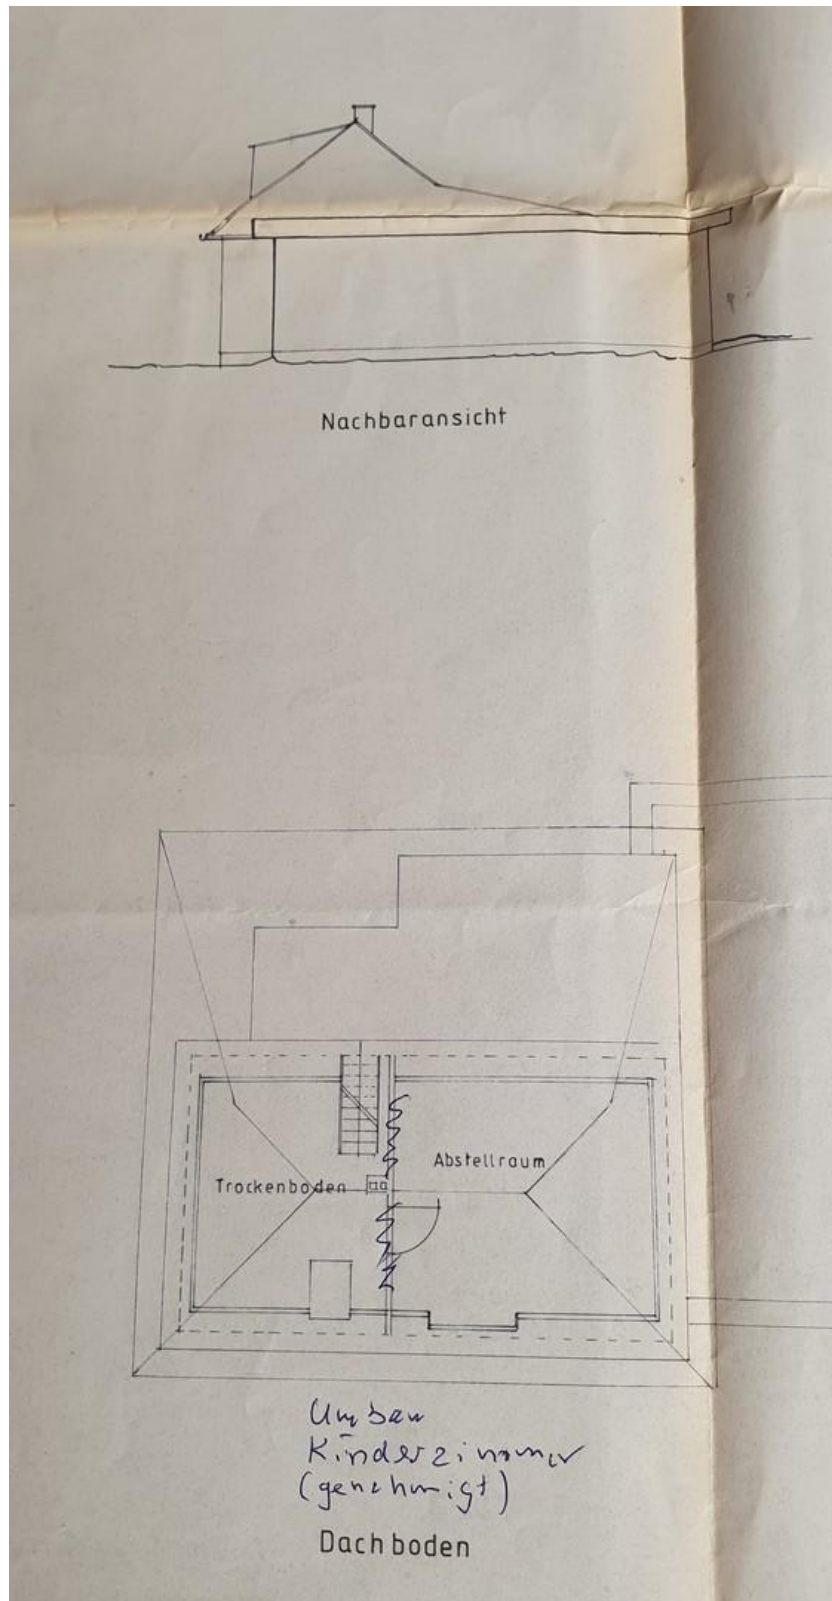 Nachbaransicht
Abstellraum
Trockenboden
Umbau
Kinderzimmer
(genehmigt)
Dachboden